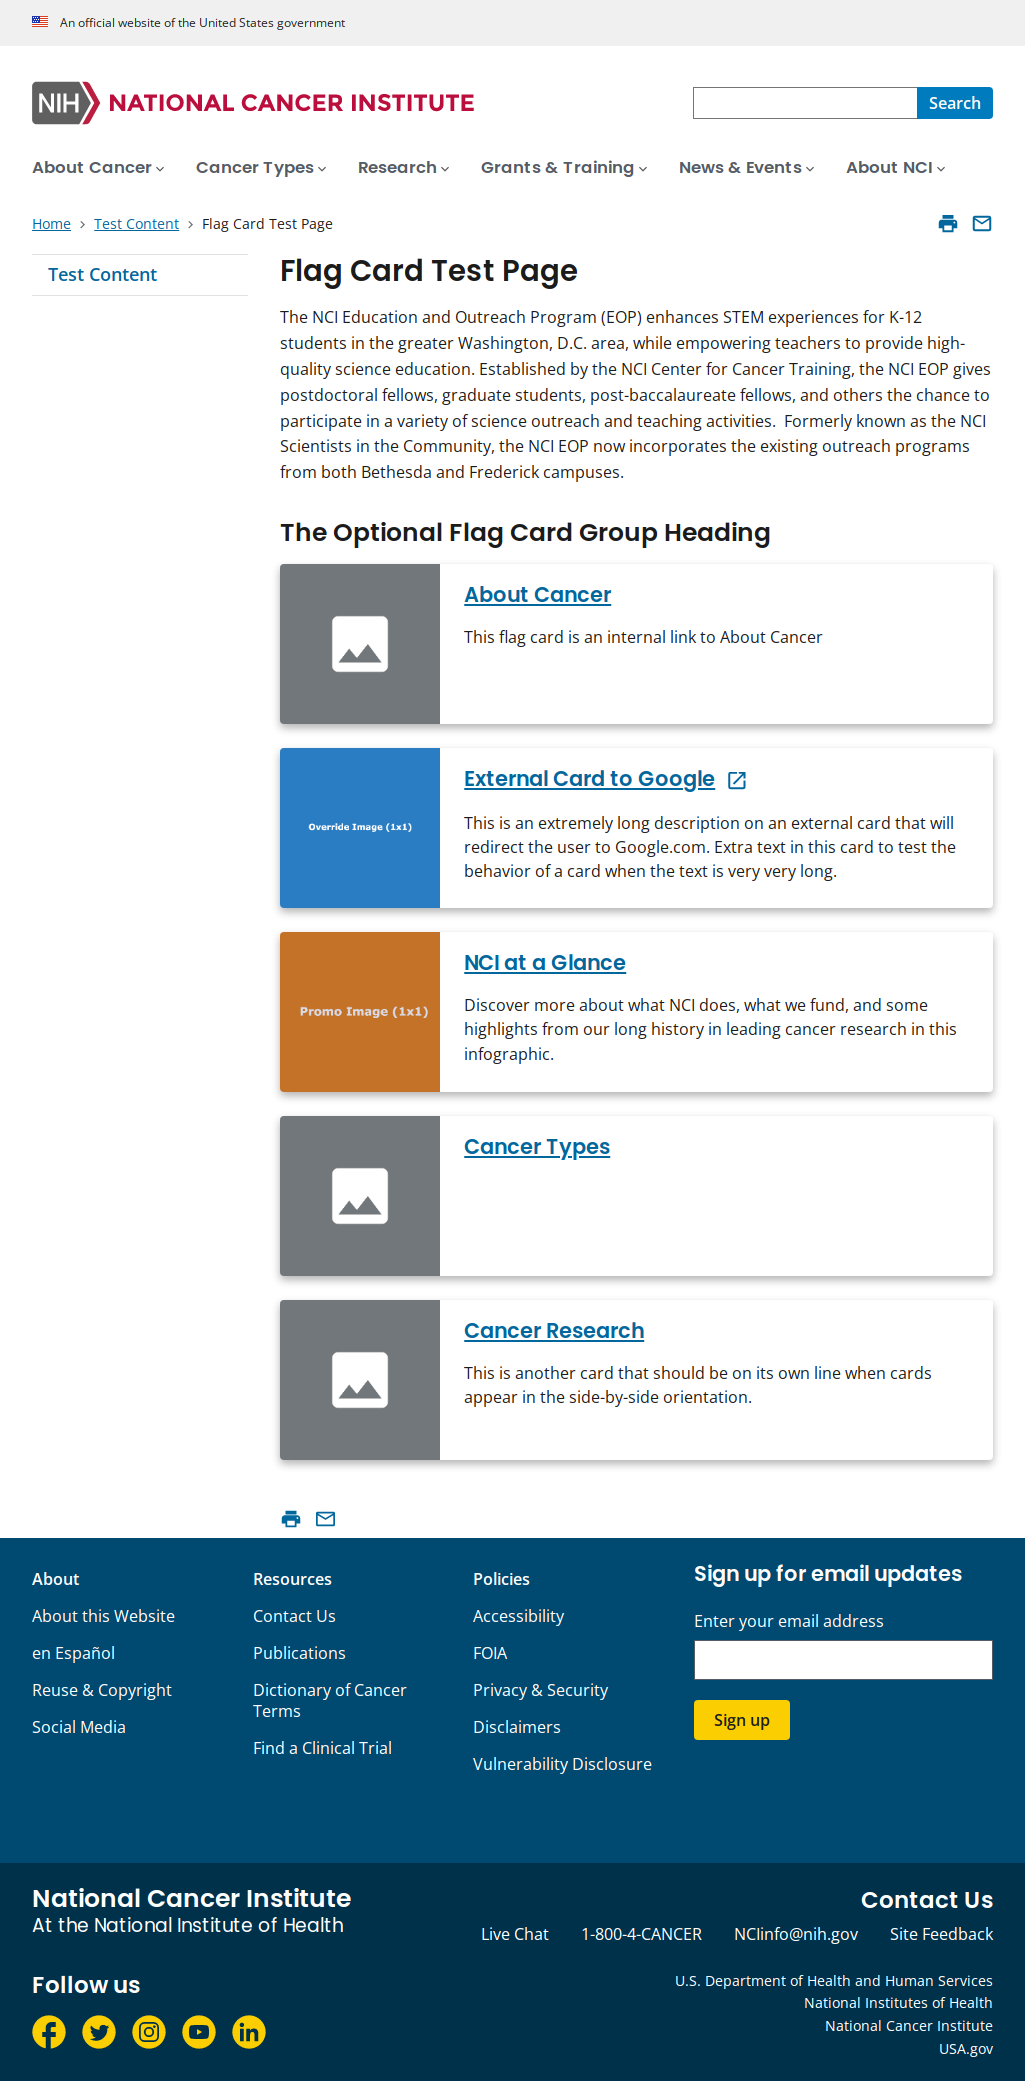 An official website of the United States government
NIH NATIONAL CANCER INSTITUTE
Search
About Cancer
Cancer Types
Research
Grants & Training
News & Events
About NCI
Home
Test Content
Flag Card Test Page
Test Content
Flag Card Test Page
The NCI Education and Outreach Program (EOP) enhances STEM experiences for K-12
students in the greater Washington, D.C. area, while empowering teachers to provide high-
quality science education. Established by the NCI Center for Cancer Training, the NCI EOP gives
postdoctoral fellows, graduate students, post-baccalaureate fellows, and others the chance to
participate in a variety of science outreach and teaching activities.  Formerly known as the NCI
Scientists in the Community, the NCI EOP now incorporates the existing outreach programs
from both Bethesda and Frederick campuses.
The Optional Flag Card Group Heading
About Cancer
This flag card is an internal link to About Cancer
Override Image (1x1)
External Card to Google
This is an extremely long description on an external card that will
redirect the user to Google.com. Extra text in this card to test the
behavior of a card when the text is very very long.
Promo Image (1x1)
NCI at a Glance
Discover more about what NCI does, what we fund, and some
highlights from our long history in leading cancer research in this
infographic.
Cancer Types
Cancer Research
This is another card that should be on its own line when cards
appear in the side-by-side orientation.
About
About this Website
en Español
Reuse & Copyright
Social Media
Resources
Contact Us
Publications
Dictionary of Cancer
Terms
Find a Clinical Trial
Policies
Accessibility
FOIA
Privacy & Security
Disclaimers
Vulnerability Disclosure
Sign up for email updates
Enter your email address
Sign up
National Cancer Institute
At the National Institute of Health
Contact Us
Live Chat
1-800-4-CANCER
NCIinfo@nih.gov
Site Feedback
Follow us
U.S. Department of Health and Human Services
National Institutes of Health
National Cancer Institute
USA.gov